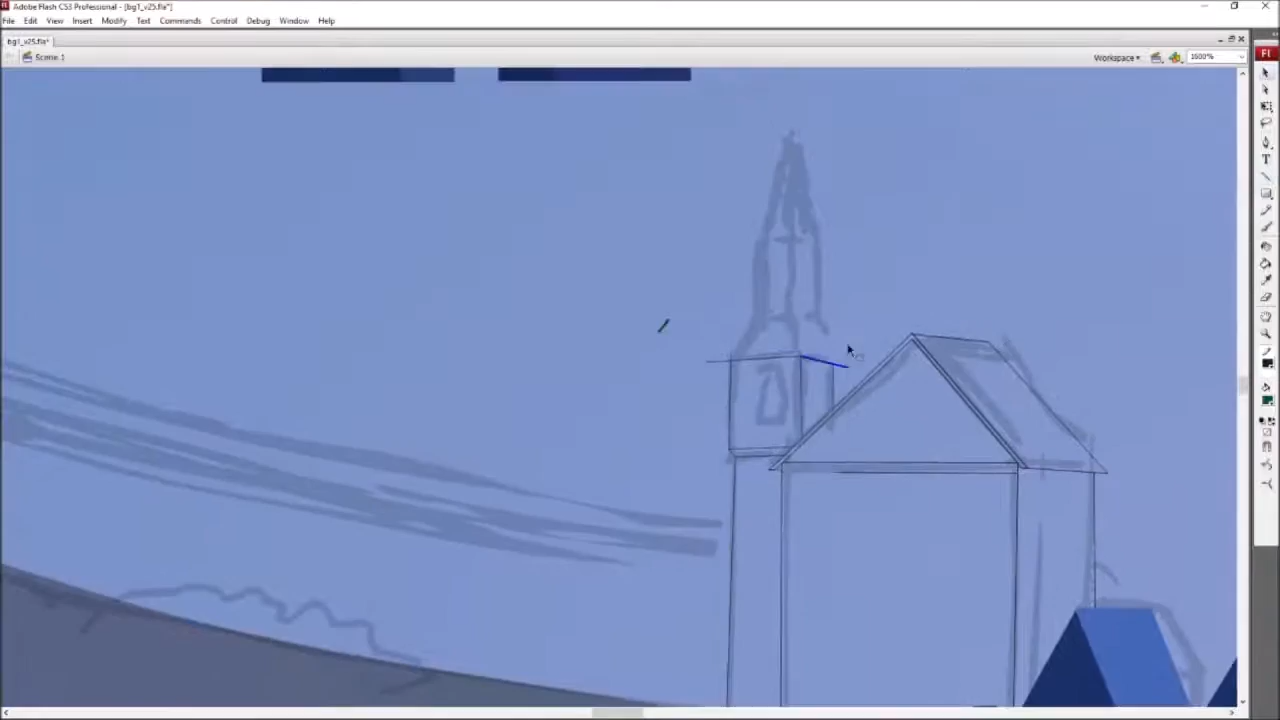 Adobe Flash CS3 Professional - [bg1_v25.fla*]
File Edit View Insert Modify Text Commands Control Debug Window Help
bg1_v25.fla*
Scene 1
Workspace
1600%
Fl
T